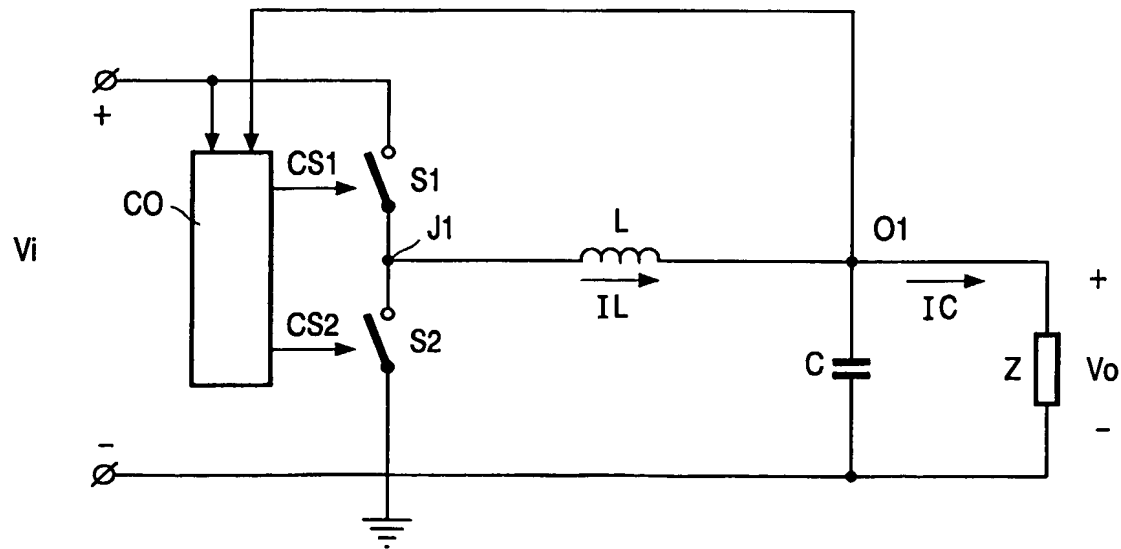 +
CS1
S1
CO
J1
L
O1
Vi
IL
IC
+
CS2
S2
C
Z
Vo
-
-